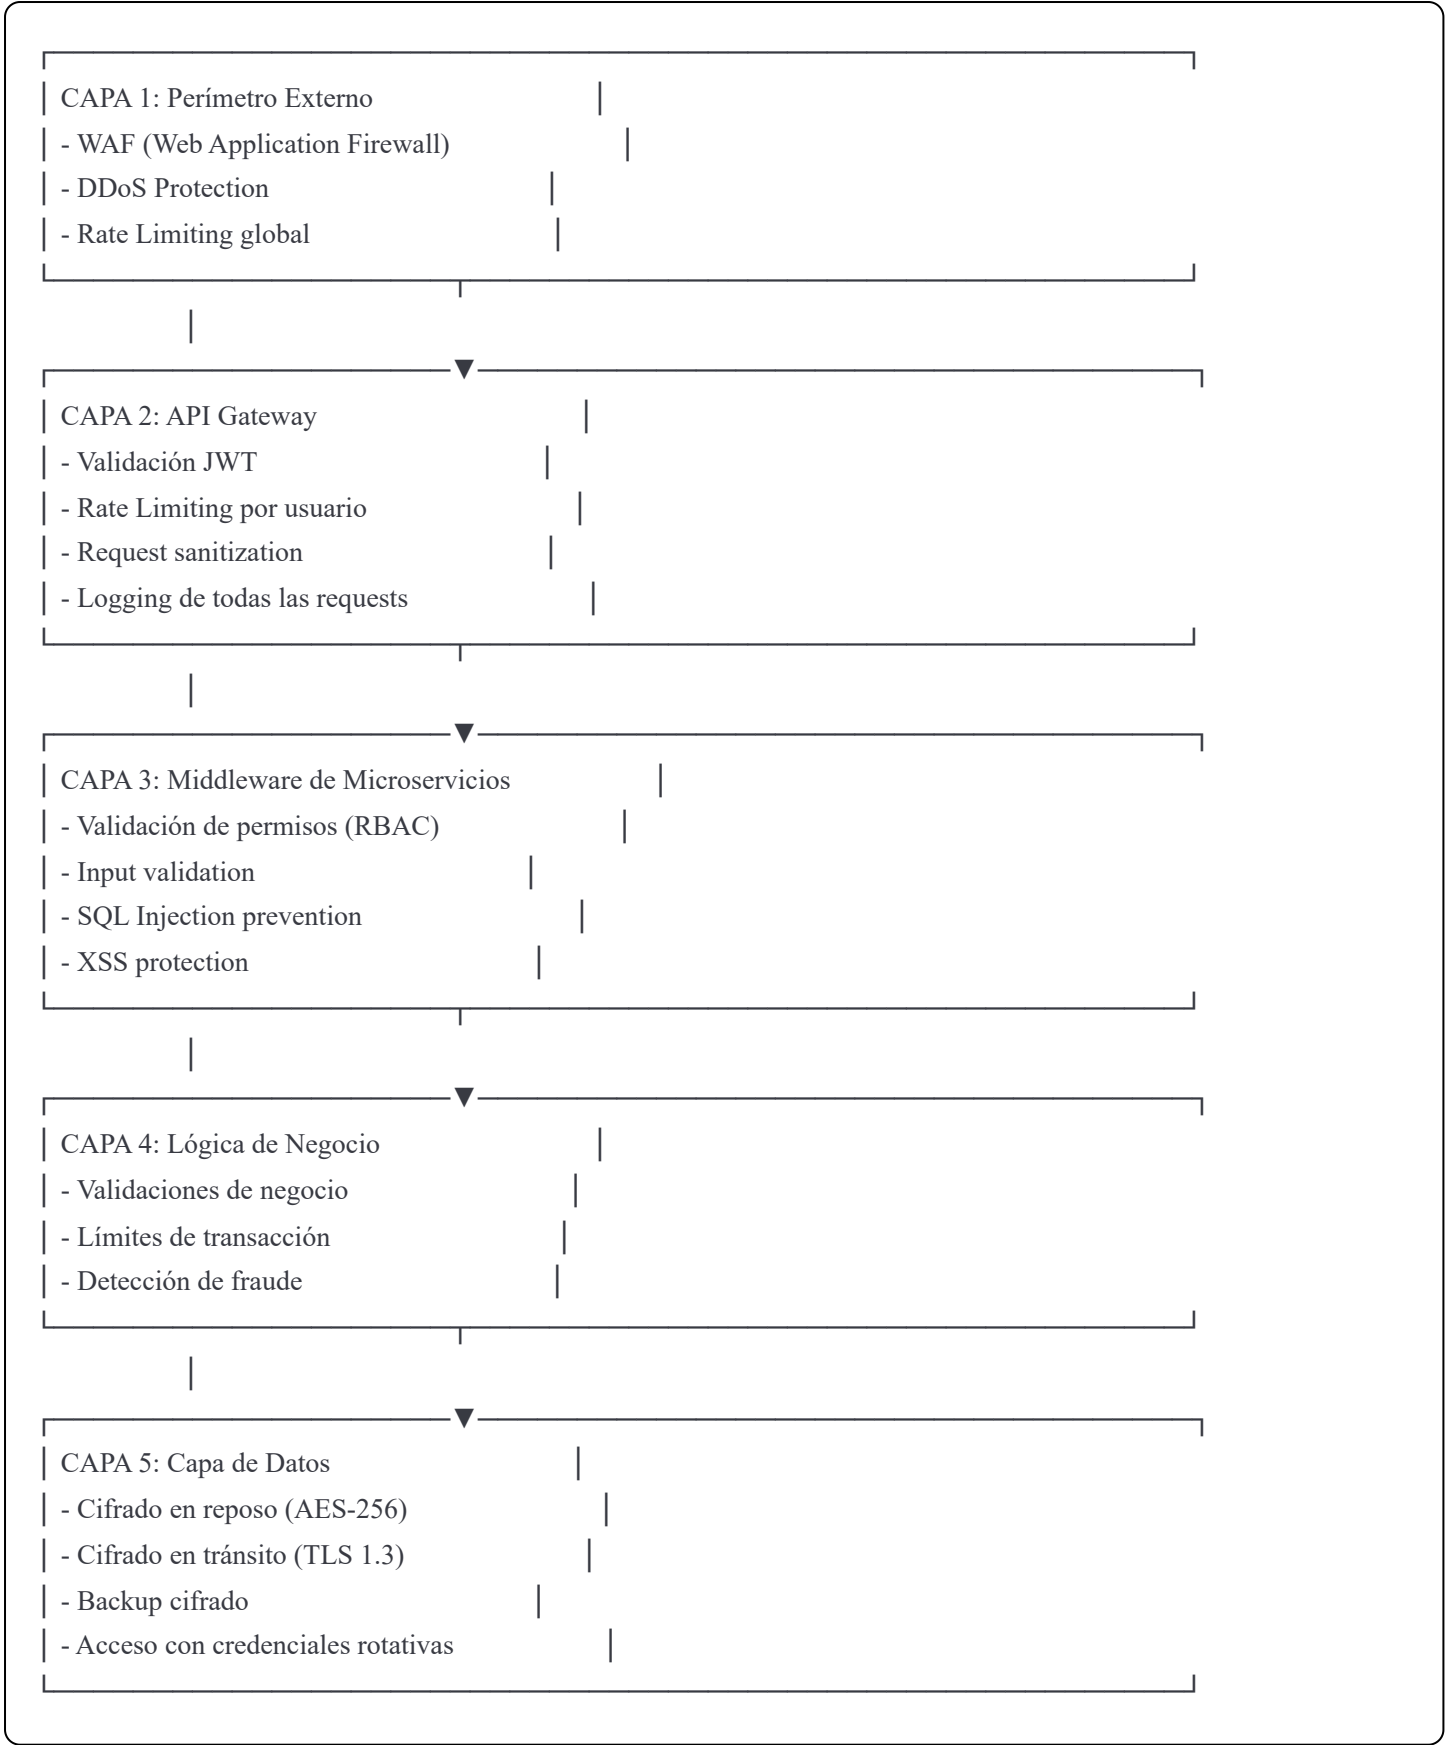 CAPA 1: Perímetro Externo
- WAF (Web Application Firewall)
- DDoS Protection
- Rate Limiting global
CAPA 2: API Gateway
- Validación JWT
- Rate Limiting por usuario
- Request sanitization
- Logging de todas las requests
CAPA 3: Middleware de Microservicios
- Validación de permisos (RBAC)
- Input validation
- SQL Injection prevention
- XSS protection
CAPA 4: Lógica de Negocio
- Validaciones de negocio
- Límites de transacción
- Detección de fraude
CAPA 5: Capa de Datos
- Cifrado en reposo (AES-256)
- Cifrado en tránsito (TLS 1.3)
- Backup cifrado
- Acceso con credenciales rotativas